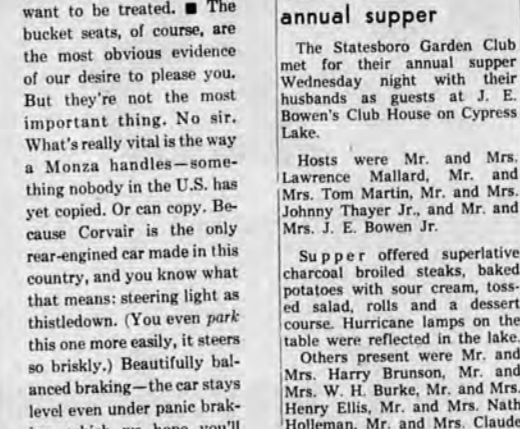 want to be treated. ■ The
bucket seats, of course, are
the most obvious evidence
of our desire to please you.
But they're not the most
important thing. No sir.
What's really vital is the way
a Monza handles—some-
thing nobody in the U.S. has
yet copied. Or can copy. Be-
cause Corvair is the only
rear-engined car made in this
country, and you know what
that means: steering light as
thistledown. (You even park
this one more easily, it steers
so briskly.) Beautifully bal-
anced braking—the car stays
level even under panic brak-
hope you'll
annual supper
The Statesboro Garden Club
met for their annual supper
Wednesday night with their
husbands as guests at J. E.
Bowen's Club House on Cypress
Lake.
Hosts were Mr. and Mrs.
Lawrence Mallard, Mr. and
Mrs. Tom Martin, Mr. and Mrs.
Johnny Thayer Jr., and Mr. and
Mrs. J. E. Bowen Jr.
Supper offered superlative
charcoal broiled steaks, baked
potatoes with sour cream, toss-
ed salad, rolls and a dessert
course. Hurricane lamps on the
table were reflected in the lake.
Others present were Mr. and
Mrs. Harry Brunson, Mr. and
Mrs. W. H. Burke, Mr. and Mrs.
Henry Ellis, Mr. and Mrs. Nath
Holleman, Mr. and Mrs. Claude